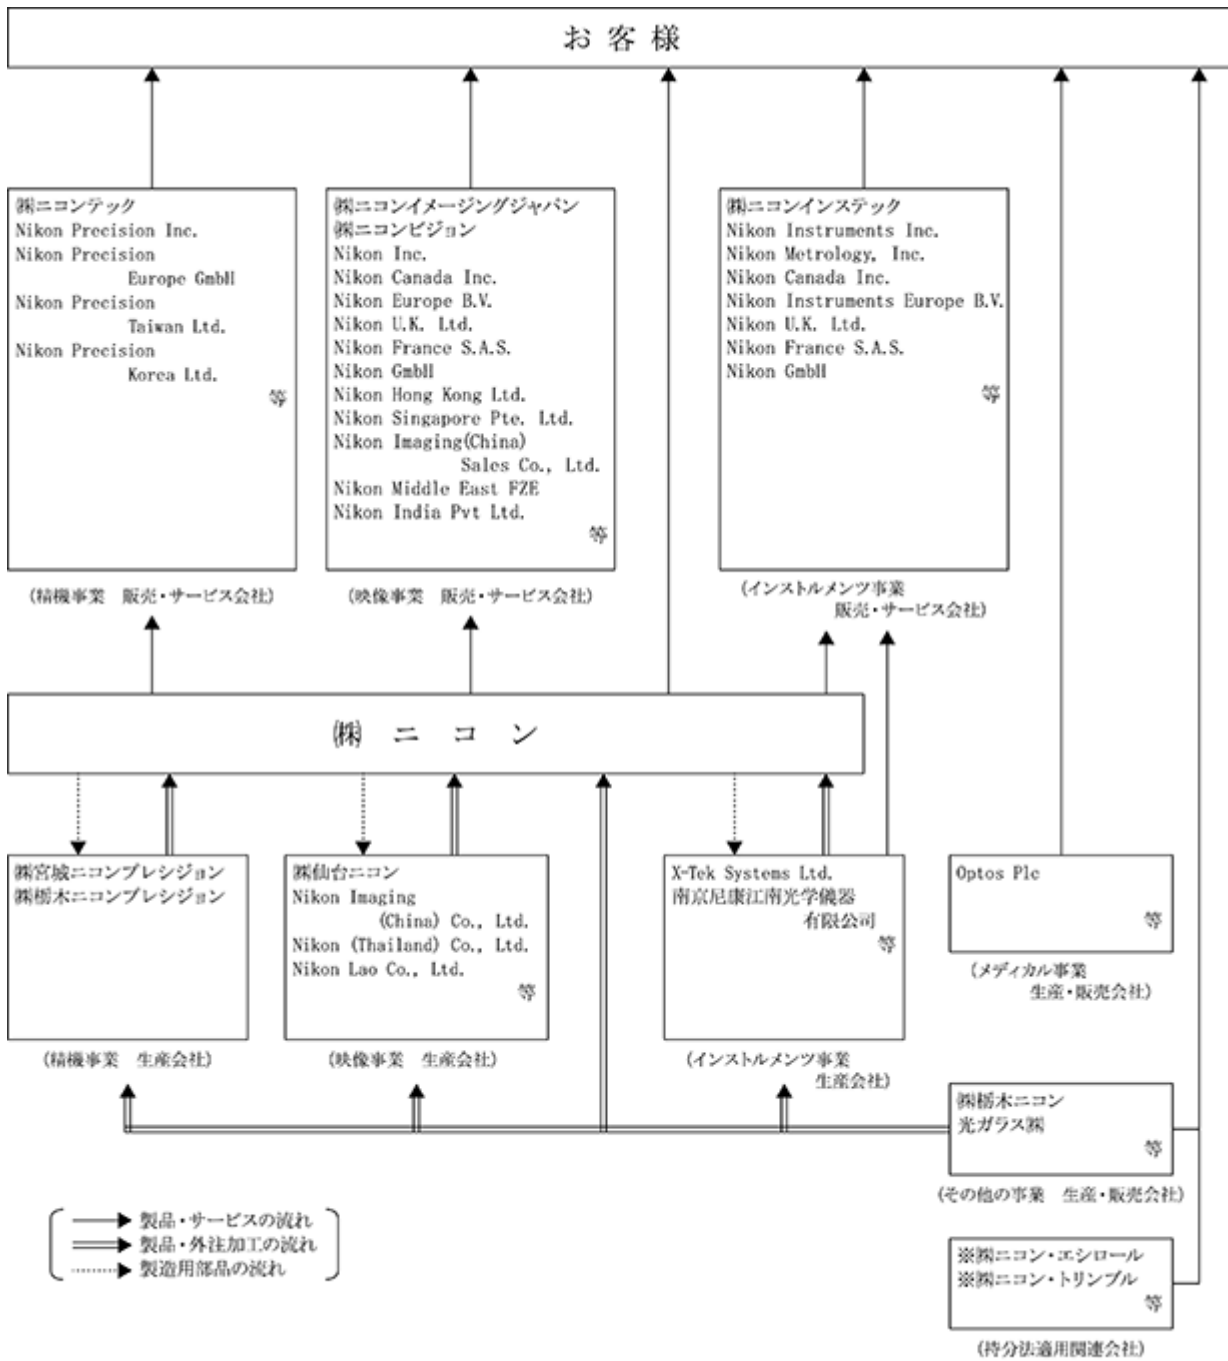 お客様
㈱ニコンテック
Nikon Precision Inc.
Nikon Precision
Europe GmbH
Nikon Precision
Taiwan Ltd.
Nikon Precision
Korea Ltd.
等
(精機事業　販売・サービス会社)
㈱ニコンイメージングジャパン
㈱ニコンビジョン
Nikon Inc.
Nikon Canada Inc.
Nikon Europe B.V.
Nikon U.K. Ltd.
Nikon France S.A.S.
Nikon GmbH
Nikon Hong Kong Ltd.
Nikon Singapore Pte. Ltd.
Nikon Imaging(China)
Sales Co., Ltd.
Nikon Middle East FZE
Nikon India Pvt Ltd.
等
(映像事業　販売・サービス会社)
㈱ニコンインステック
Nikon Instruments Inc.
Nikon Metrology, Inc.
Nikon Canada Inc.
Nikon Instruments Europe B.V.
Nikon U.K. Ltd.
Nikon France S.A.S.
Nikon GmbH
等
(インストルメンツ事業
販売・サービス会社)
㈱ニコン
㈱宮城ニコンプレシジョン
㈱栃木ニコンプレシジョン
(精機事業　生産会社)
㈱仙台ニコン
Nikon Imaging
(China) Co., Ltd.
Nikon (Thailand) Co., Ltd.
Nikon Lao Co., Ltd.
等
(映像事業　生産会社)
X-Tek Systems Ltd.
南京尼康江南光学儀器
有限公司
等
(インストルメンツ事業
生産会社)
Optos Plc
等
(メディカル事業
生産・販売会社)
㈱栃木ニコン
光ガラス㈱
等
(その他の事業　生産・販売会社)
※㈱ニコン・エシロール
※㈱ニコン・トリンブル
等
(持分法適用関連会社)
製品・サービスの流れ
製品・外注加工の流れ
製造用部品の流れ